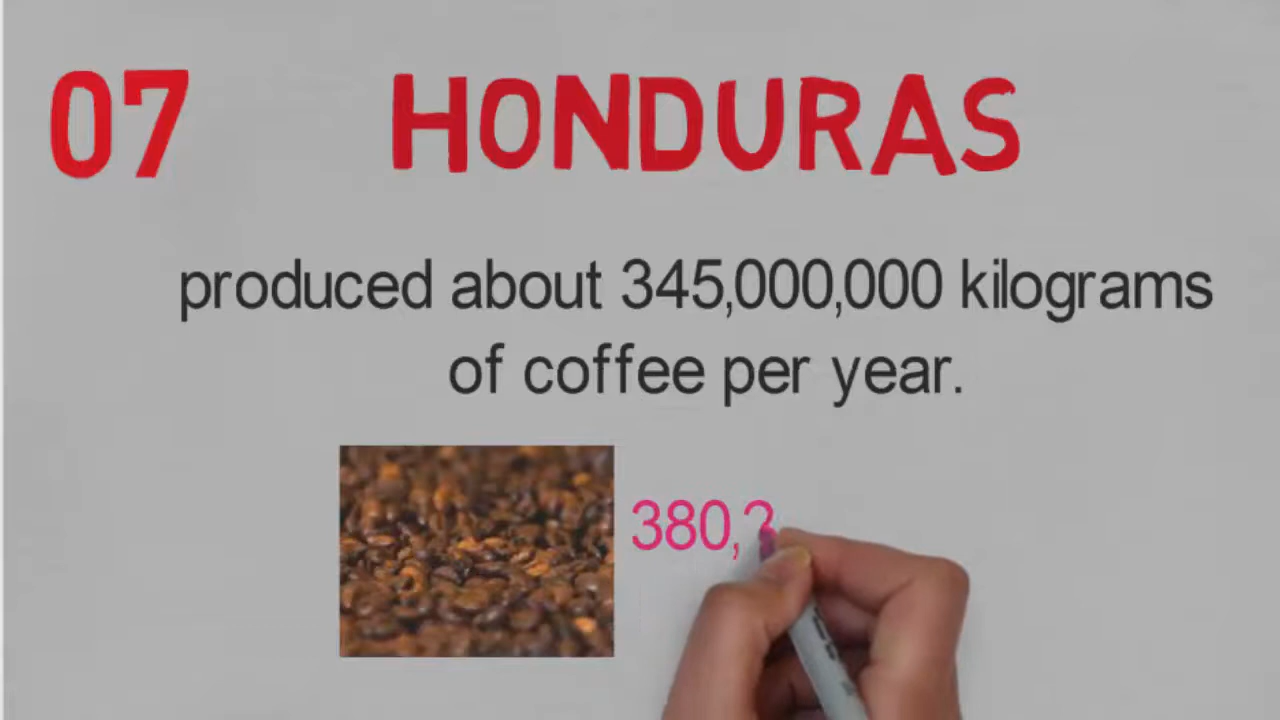 07 HONDURAS
produced about 345,000,000 kilograms
of coffee per year.
380,